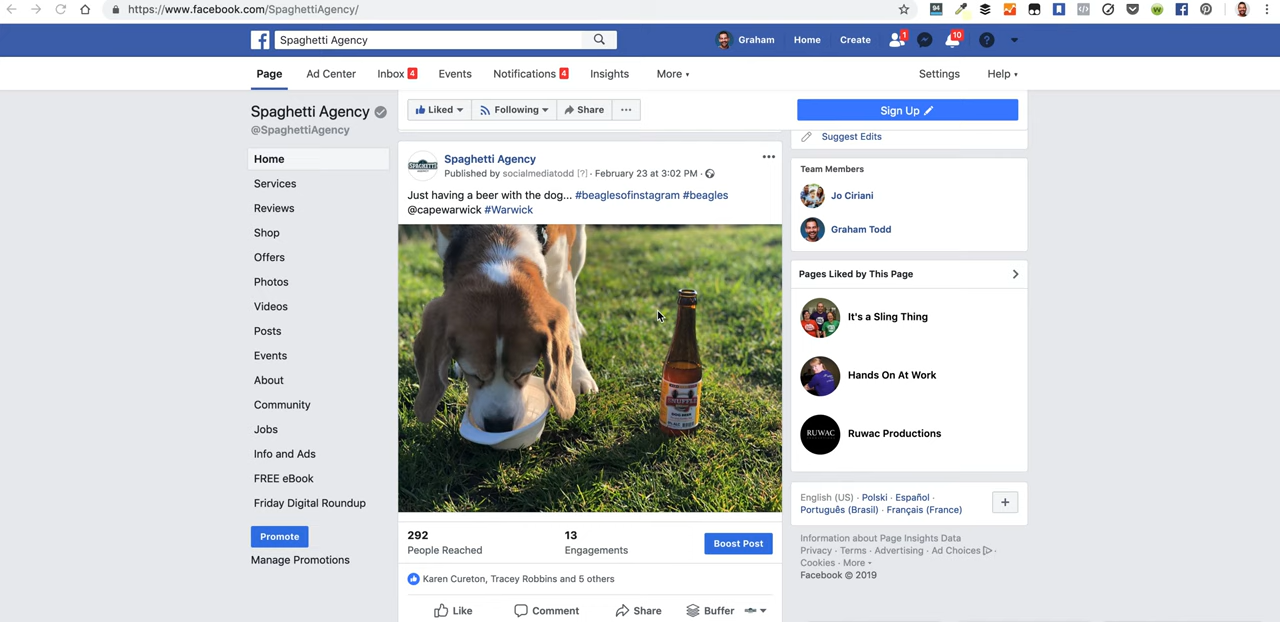 https://www.facebook.com/SpaghettiAgency/
94
Spaghetti Agency
Graham Home Create 1 10
Page Ad Center Inbox 4 Events Notifications 4 Insights More Settings Help
Spaghetti Agency
@SpaghettiAgency
Home
Services
Reviews
Shop
Offers
Photos
Videos
Posts
Events
About
Community
Jobs
Info and Ads
FREE eBook
Friday Digital Roundup
Promote
Manage Promotions
Liked Following Share ...
Spaghetti Agency
Published by socialmediatodd [?] · February 23 at 3:02 PM ·
Just having a beer with the dog... #beaglesofinstagram #beagles
@capewarwick #Warwick
SPAGHETTI
292
People Reached
13
Engagements
Boost Post
Karen Cureton, Tracey Robbins and 5 others
Like Comment Share Buffer
Sign Up
Suggest Edits
Team Members
Jo Ciriani
Graham Todd
Pages Liked by This Page
It's a Sling Thing
Hands On At Work
RUWAC
Ruwac Productions
English (US) · Polski · Español ·
Português (Brasil) · Français (France)
+
Information about Page Insights Data
Privacy · Terms · Advertising · Ad Choices ·
Cookies · More
Facebook © 2019